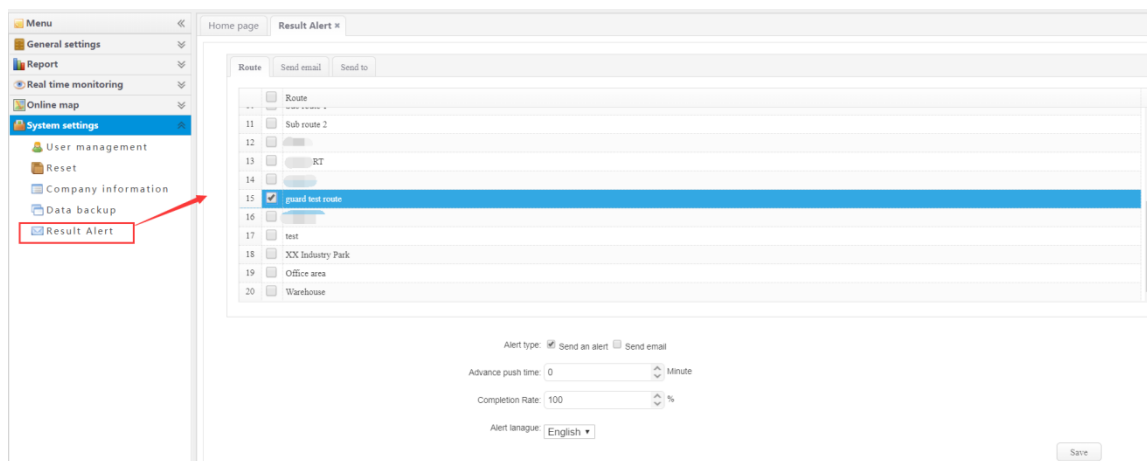 Menu
General settings
Report
Real time monitoring
Online map
System settings
User management
Reset
Company information
Data backup
Result Alert
Home page Result Alert ×
Route Send email Send to
Route
11 Sub route 2
12
13 RT
14
15 guard test route
16
17 test
18 XX Industry Park
19 Office area
20 Warehouse
Alert type: Send an alert Send email
Advance push time: 0 Minute
Completion Rate: 100 %
Alert lanague: English
Save